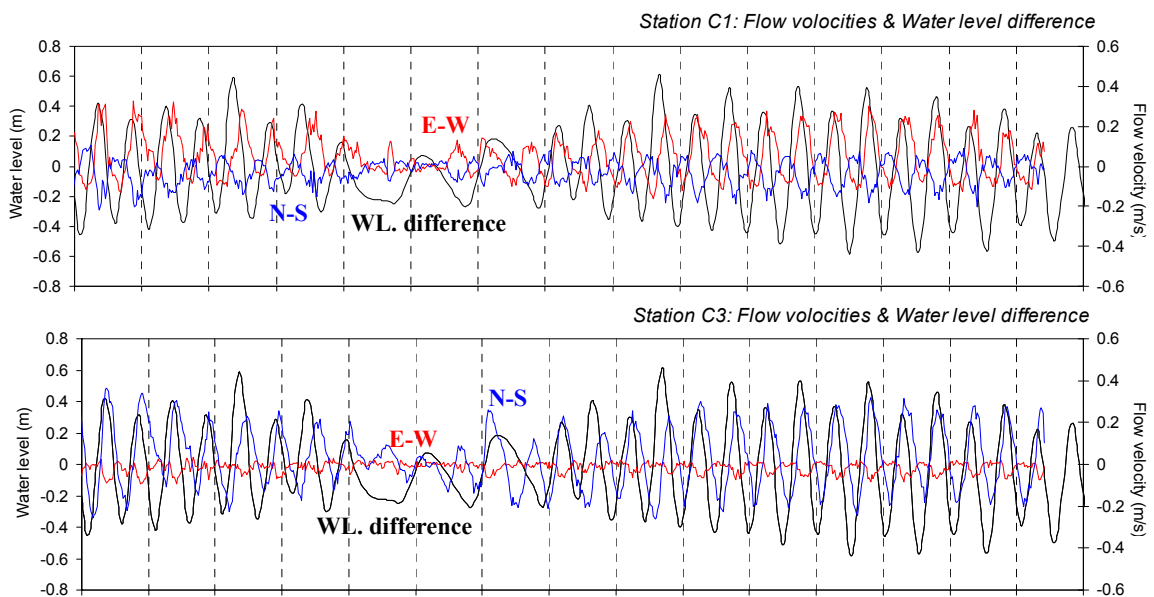 Station C1: Flow volocities & Water level difference
0.8
0.6
0.4
0.2
0
-0.2
-0.4
-0.6
-0.8
Water level (m)
E-W
N-S
WL. difference
0.6
0.4
0.2
0
-0.2
-0.4
-0.6
Flow velocity (m/s)
Station C3: Flow volocities & Water level difference
0.8
0.6
0.4
0.2
0
-0.2
-0.4
-0.6
-0.8
Water level (m)
N-S
E-W
WL. difference
0.6
0.4
0.2
0
-0.2
-0.4
-0.6
Flow velocity (m/s)